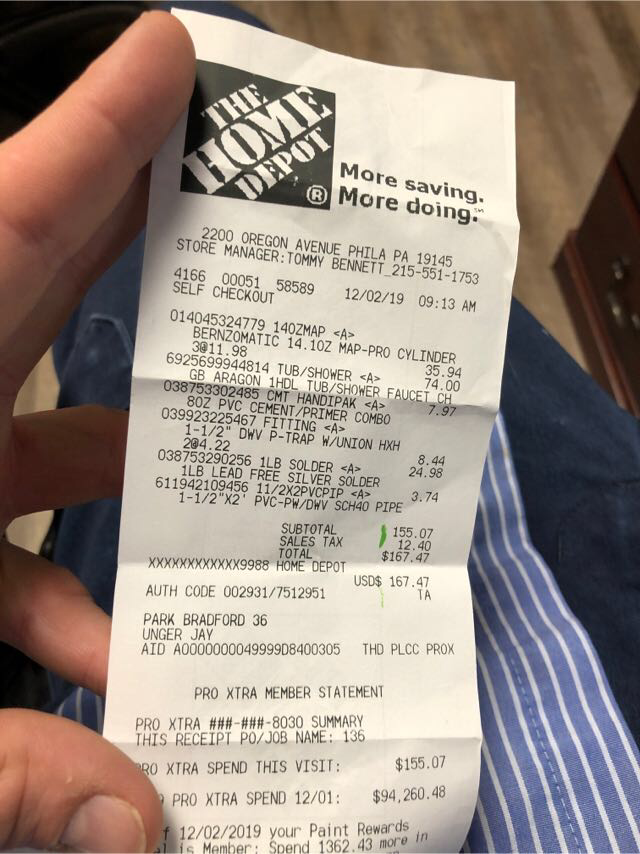 THE
HOME
DEPOT
®
More saving.
More doing.℠
2200 OREGON AVENUE PHILA PA 19145
STORE MANAGER:TOMMY BENNETT 215-551-1753
4166 00051 58589 12/02/19 09:13 AM
SELF CHECKOUT
014045324779 14OZMAP <A>
BERNZOMATIC 14.1OZ MAP-PRO CYLINDER
3@11.98 35.94
6925699944814 TUB/SHOWER <A> 74.00
GB ARAGON 1HDL TUB/SHOWER FAUCET CH
038753302485 CMT HANDIPAK <A> 7.97
8OZ PVC CEMENT/PRIMER COMBO
039923225467 FITTING <A>
1-1/2" DWV P-TRAP W/UNION HXH
2@4.22 8.44
038753290256 1LB SOLDER <A> 24.98
1LB LEAD FREE SILVER SOLDER
611942109456 11/2X2PVCPIP <A> 3.74
1-1/2"X2' PVC-PW/DWV SCH40 PIPE
SUBTOTAL 155.07
SALES TAX 12.40
TOTAL $167.47
XXXXXXXXXXXX9988 HOME DEPOT
USD$ 167.47
AUTH CODE 002931/7512951 TA
PARK BRADFORD 36
UNGER JAY
AID A0000000049999D8400305 THD PLCC PROX
PRO XTRA MEMBER STATEMENT
PRO XTRA ###-###-8030 SUMMARY
THIS RECEIPT PO/JOB NAME: 136
PRO XTRA SPEND THIS VISIT: $155.07
PRO XTRA SPEND 12/01: $94,260.48
12/02/2019 your Paint Rewards
is Member: Spend 1362.43 more in